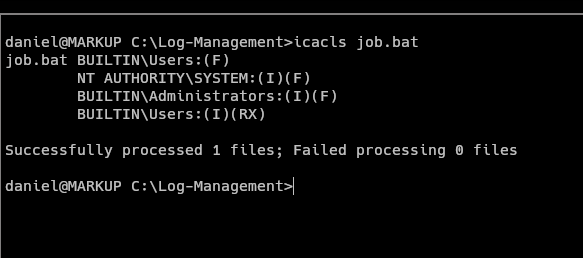 daniel@MARKUP C:\Log-Management>icacls job.bat
job.bat BUILTIN\Users:(F)
        NT AUTHORITY\SYSTEM:(I)(F)
        BUILTIN\Administrators:(I)(F)
        BUILTIN\Users:(I)(RX)

Successfully processed 1 files; Failed processing 0 files

daniel@MARKUP C:\Log-Management>